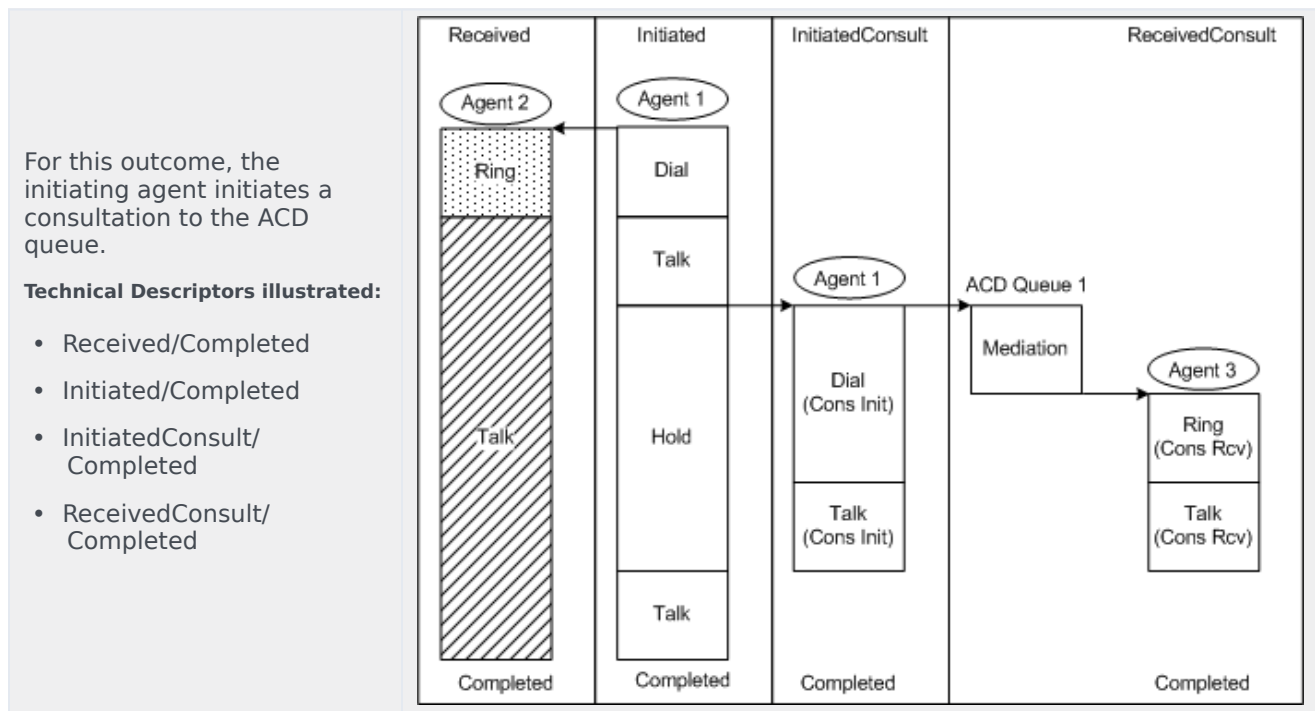 For this outcome, the
initiating agent initiates a
consultation to the ACD
queue.
Technical Descriptors illustrated:
• Received/Completed
• Initiated/Completed
• InitiatedConsult/
Completed
• ReceivedConsult/
Completed
Received
Initiated
InitiatedConsult
ReceivedConsult
Agent 2
Agent 1
Ring
Dial
Talk
Agent 1
ACD Queue 1
Mediation
Agent 3
Dial
(Cons Init)
Ring
(Cons Rcv)
Talk
Hold
Talk
(Cons Init)
Talk
(Cons Rcv)
Talk
Completed
Completed
Completed
Completed